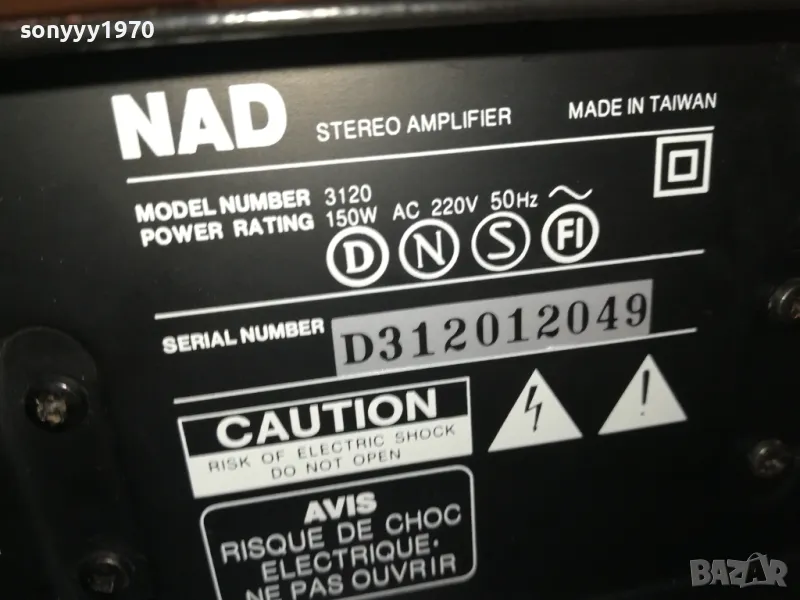 sonyyy1970
NAD STEREO AMPLIFIER MADE IN TAIWAN
MODEL NUMBER 3120
POWER RATING 150W AC 220V 50Hz ~
D N S FI
SERIAL NUMBER D312012049
CAUTION
RISK OF ELECTRIC SHOCK
DO NOT OPEN
AVIS
RISQUE DE CHOC
ELECTRIQUE.
NE PAS OUVRIR
BAZAR